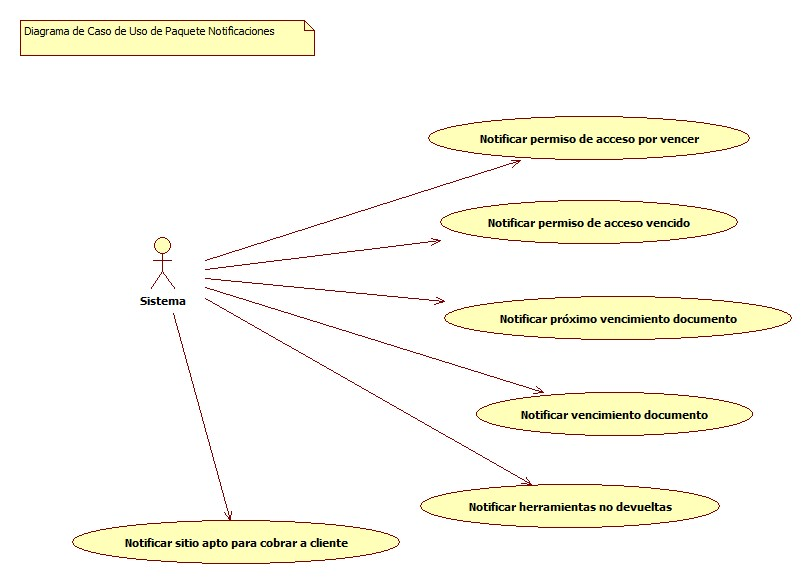 Diagrama de Caso de Uso de Paquete Notificaciones
Notificar permiso de acceso por vencer
Notificar permiso de acceso vencido
Sistema
Notificar próximo vencimiento documento
Notificar vencimiento documento
Notificar herramientas no devueltas
Notificar sitio apto para cobrar a cliente